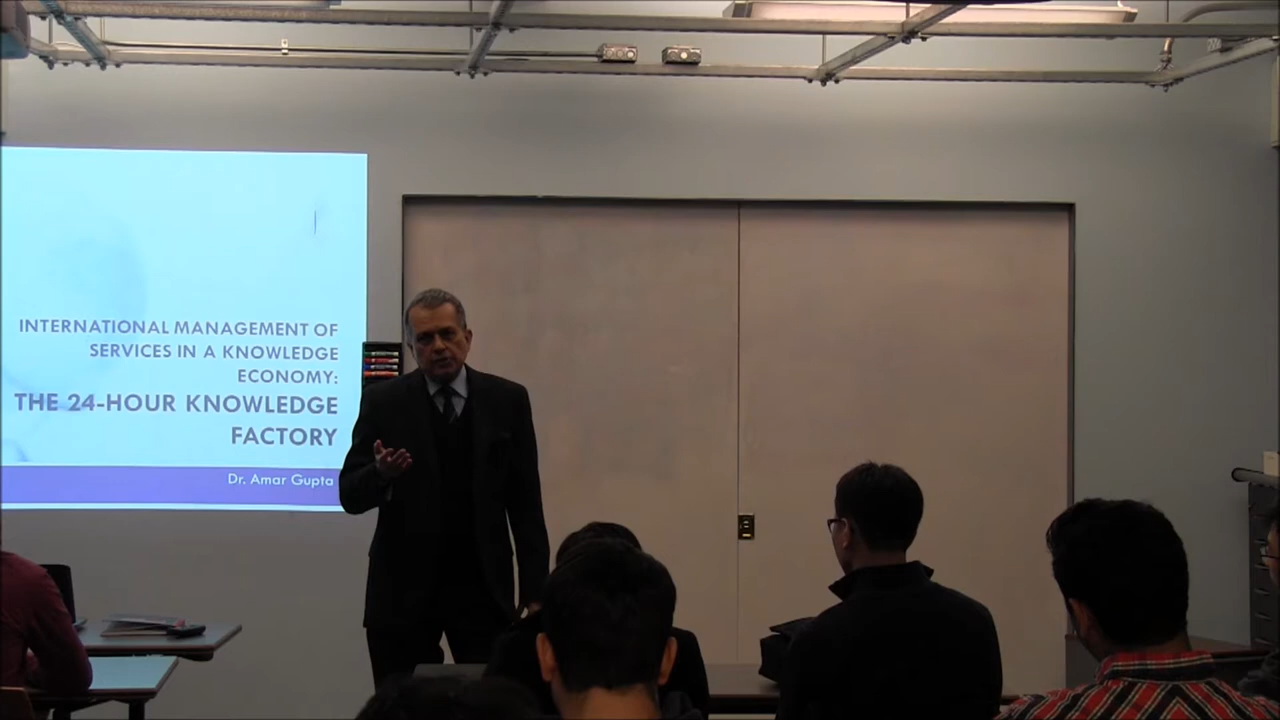 INTERNATIONAL MANAGEMENT OF
SERVICES IN A KNOWLEDGE
ECONOMY:
THE 24-HOUR KNOWLEDGE
FACTORY
Dr. Amar Gupta